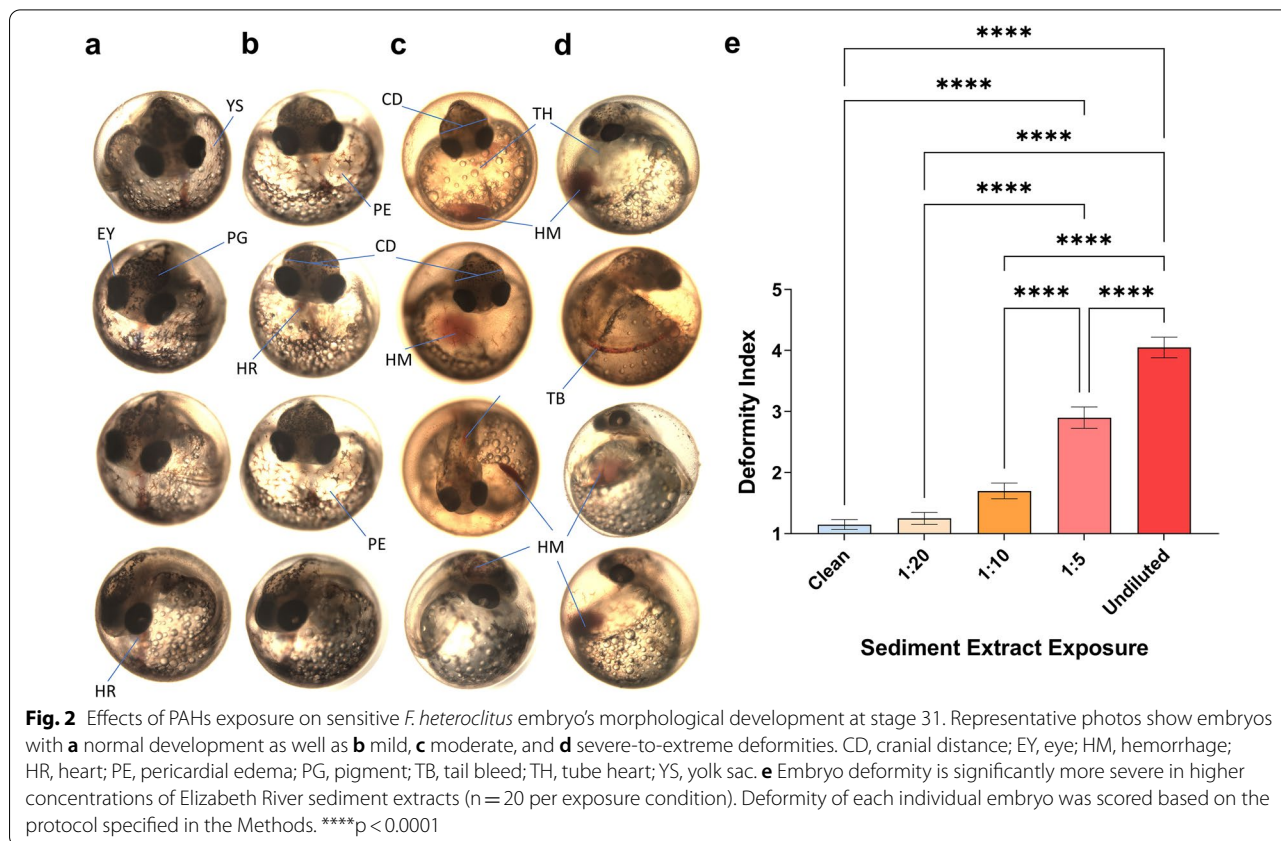 a
b
c
d
e
YS
CD
TH
PE
HM
EY
PG
CD
HR
HM
TB
PE
HM
HR
****
****
****
****
****
****
****
5
4
3
2
1
Deformity Index
Clean
1:20
1:10
1:5
Undiluted
Sediment Extract Exposure
Fig. 2 Effects of PAHs exposure on sensitive F. heteroclitus embryo's morphological development at stage 31. Representative photos show embryos
with a normal development as well as b mild, c moderate, and d severe-to-extreme deformities. CD, cranial distance; EY, eye; HM, hemorrhage;
HR, heart; PE, pericardial edema; PG, pigment; TB, tail bleed; TH, tube heart; YS, yolk sac. e Embryo deformity is significantly more severe in higher
concentrations of Elizabeth River sediment extracts (n = 20 per exposure condition). Deformity of each individual embryo was scored based on the
protocol specified in the Methods. ****p < 0.0001